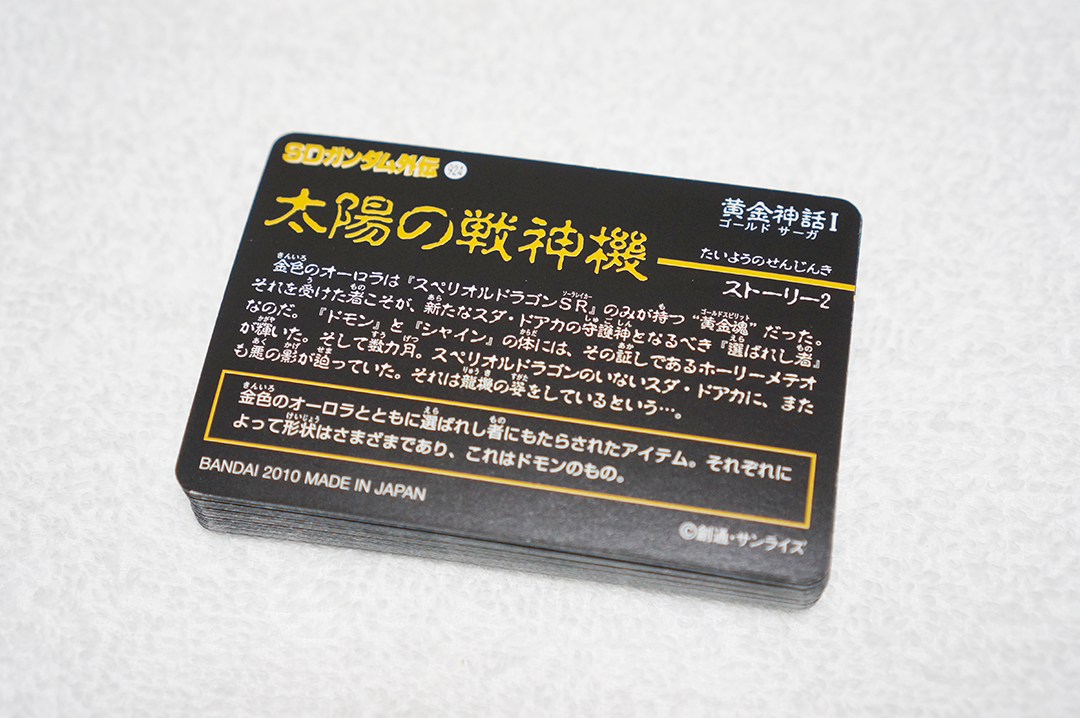 SDガンダム外伝 924
黄金神話I
ゴールド サーガ
太陽の戦神機
たいようのせんじんき
ストーリー2
金色のオーロラは『スペリオルドラゴンSR』のみが持つ“黄金魂”だった。
それを受けた者こそが、新たなスダ・ドアカの守護神となるべき『選ばれし者』
なのだ。『ドモン』と『シャイン』の体には、その証しであるホーリーメテオ
が輝いた。そして数カ月。スペリオルドラゴンのいないスダ・ドアカに、また
も悪の影が迫っていた。それは龍機の姿をしているという…。
金色のオーロラとともに選ばれし者にもたらされたアイテム。それぞれに
よって形状はさまざまであり、これはドモンのもの。
BANDAI 2010 MADE IN JAPAN
©創通・サンライズ